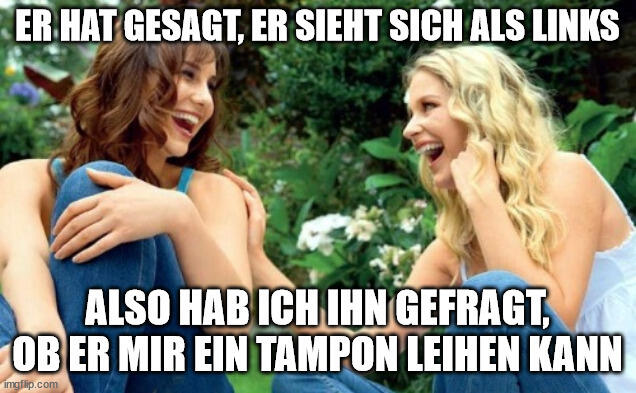 ER HAT GESAGT, ER SIEHT SICH ALS LINKS
ALSO HAB ICH IHN GEFRAGT,
OB ER MIR EIN TAMPON LEIHEN KANN
imgflip.com